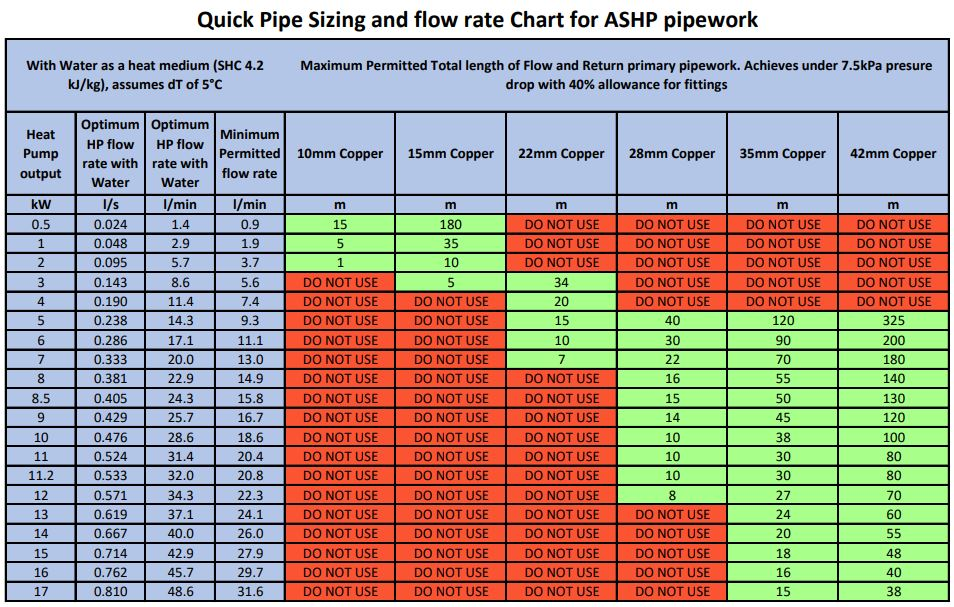 Quick Pipe Sizing and flow rate Chart for ASHP pipework
With Water as a heat medium (SHC 4.2
kJ/kg), assumes dT of 5°C
Maximum Permitted Total length of Flow and Return primary pipework. Achieves under 7.5kPa presure
drop with 40% allowance for fittings
Heat
Pump
output
Optimum
HP flow
rate with
Water
Optimum
HP flow
rate with
Water
Minimum
Permitted
flow rate
10mm Copper
15mm Copper
22mm Copper
28mm Copper
35mm Copper
42mm Copper
kW l/s l/min l/min m m m m m m
0.5 0.024 1.4 0.9 15 180 DO NOT USE DO NOT USE DO NOT USE DO NOT USE
1 0.048 2.9 1.9 5 35 DO NOT USE DO NOT USE DO NOT USE DO NOT USE
2 0.095 5.7 3.7 1 10 DO NOT USE DO NOT USE DO NOT USE DO NOT USE
3 0.143 8.6 5.6 DO NOT USE 5 34 DO NOT USE DO NOT USE DO NOT USE
4 0.190 11.4 7.4 DO NOT USE DO NOT USE 20 DO NOT USE DO NOT USE DO NOT USE
5 0.238 14.3 9.3 DO NOT USE DO NOT USE 15 40 120 325
6 0.286 17.1 11.1 DO NOT USE DO NOT USE 10 30 90 200
7 0.333 20.0 13.0 DO NOT USE DO NOT USE 7 22 70 180
8 0.381 22.9 14.9 DO NOT USE DO NOT USE DO NOT USE 16 55 140
8.5 0.405 24.3 15.8 DO NOT USE DO NOT USE DO NOT USE 15 50 130
9 0.429 25.7 16.7 DO NOT USE DO NOT USE DO NOT USE 14 45 120
10 0.476 28.6 18.6 DO NOT USE DO NOT USE DO NOT USE 10 38 100
11 0.524 31.4 20.4 DO NOT USE DO NOT USE DO NOT USE 10 30 80
11.2 0.533 32.0 20.8 DO NOT USE DO NOT USE DO NOT USE 10 30 80
12 0.571 34.3 22.3 DO NOT USE DO NOT USE DO NOT USE 8 27 70
13 0.619 37.1 24.1 DO NOT USE DO NOT USE DO NOT USE DO NOT USE 24 60
14 0.667 40.0 26.0 DO NOT USE DO NOT USE DO NOT USE DO NOT USE 20 55
15 0.714 42.9 27.9 DO NOT USE DO NOT USE DO NOT USE DO NOT USE 18 48
16 0.762 45.7 29.7 DO NOT USE DO NOT USE DO NOT USE DO NOT USE 16 40
17 0.810 48.6 31.6 DO NOT USE DO NOT USE DO NOT USE DO NOT USE 15 38